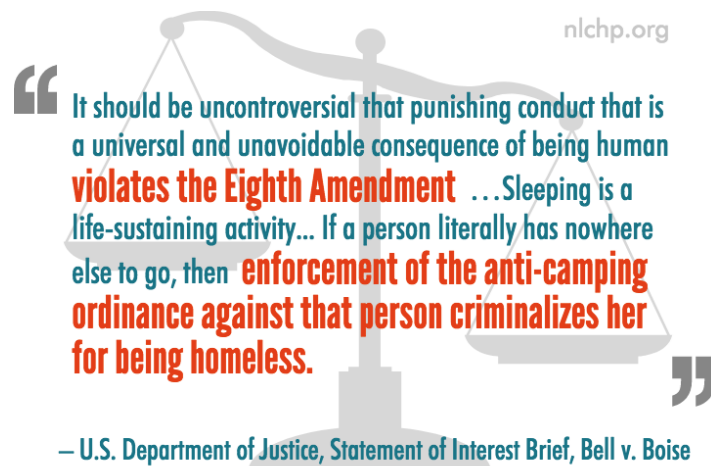 nlchp.org
“ It should be uncontroversial that punishing conduct that is
a universal and unavoidable consequence of being human
violates the Eighth Amendment …Sleeping is a
life-sustaining activity... If a person literally has nowhere
else to go, then enforcement of the anti-camping
ordinance against that person criminalizes her
for being homeless. ”
– U.S. Department of Justice, Statement of Interest Brief, Bell v. Boise